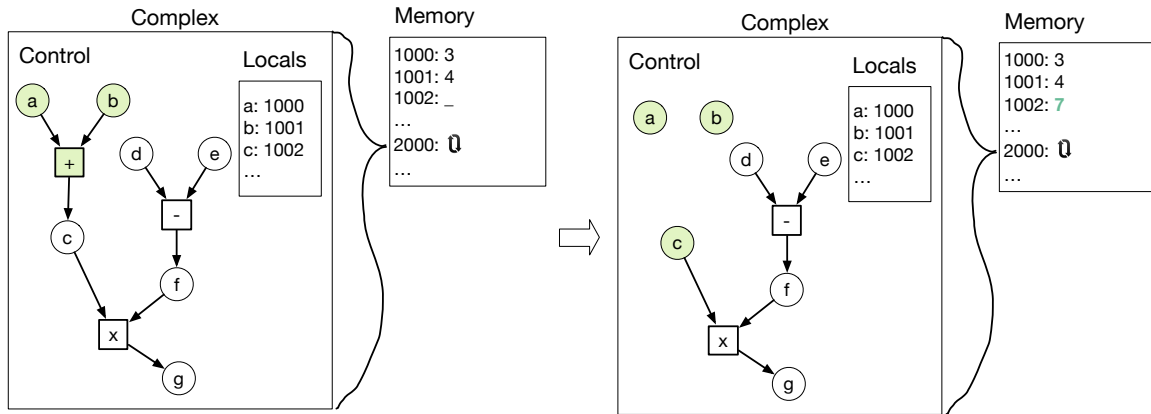 Complex
Control
Locals
a
b
a: 1000
b: 1001
c: 1002
...
+
d
e
-
c
f
x
g
Memory
1000: 3
1001: 4
1002: _
...
2000:
...
Complex
Control
Locals
a
b
a: 1000
b: 1001
c: 1002
...
d
e
-
c
f
x
g
Memory
1000: 3
1001: 4
1002: 7
...
2000:
...